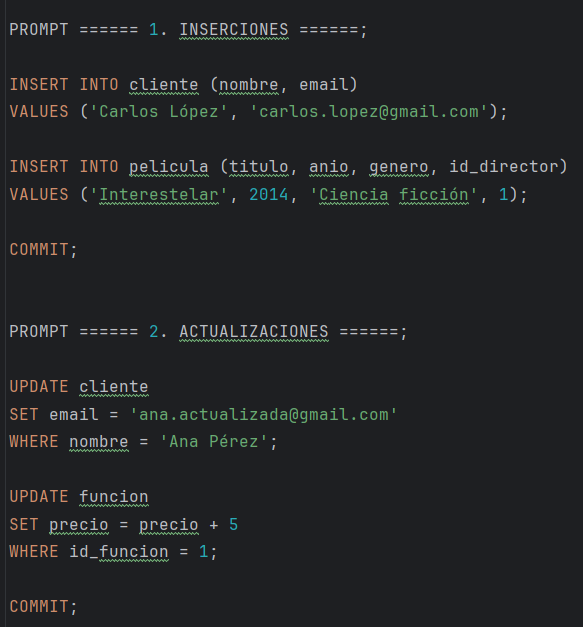 PROMPT ====== 1. INSERCIONES ======;
INSERT INTO cliente (nombre, email)
VALUES ('Carlos López', 'carlos.lopez@gmail.com');
INSERT INTO pelicula (titulo, anio, genero, id_director)
VALUES ('Interestelar', 2014, 'Ciencia ficción', 1);
COMMIT;
PROMPT ====== 2. ACTUALIZACIONES ======;
UPDATE cliente
SET email = 'ana.actualizada@gmail.com'
WHERE nombre = 'Ana Pérez';
UPDATE funcion
SET precio = precio + 5
WHERE id_funcion = 1;
COMMIT;